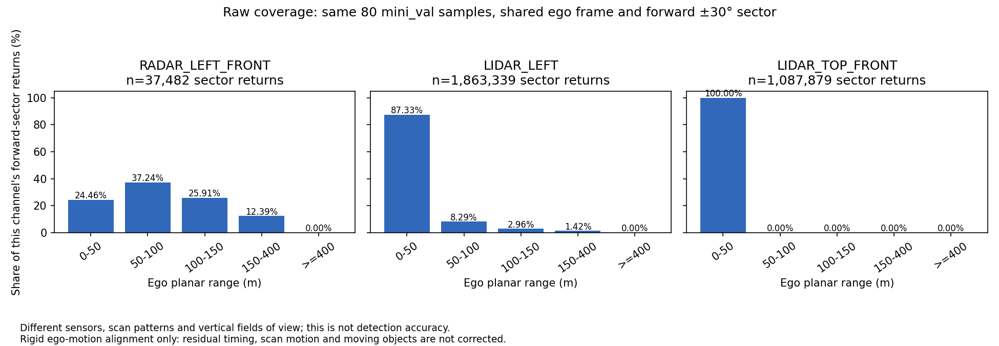 Raw coverage: same 80 mini_val samples, shared ego frame and forward ±30° sector
Share of this channel's forward-sector returns (%)
RADAR_LEFT_FRONT
n=37,482 sector returns
100
80
60
40
20
0
24.46%
37.24%
25.91%
12.39%
0.00%
0-50
50-100
100-150
150-400
>=400
Ego planar range (m)
LIDAR_LEFT
n=1,863,339 sector returns
87.33%
8.29%
2.96%
1.42%
0.00%
0-50
50-100
100-150
150-400
>=400
Ego planar range (m)
LIDAR_TOP_FRONT
n=1,087,879 sector returns
100.00%
0.00%
0.00%
0.00%
0.00%
0-50
50-100
100-150
150-400
>=400
Ego planar range (m)
Different sensors, scan patterns and vertical fields of view; this is not detection accuracy.
Rigid ego-motion alignment only: residual timing, scan motion and moving objects are not corrected.